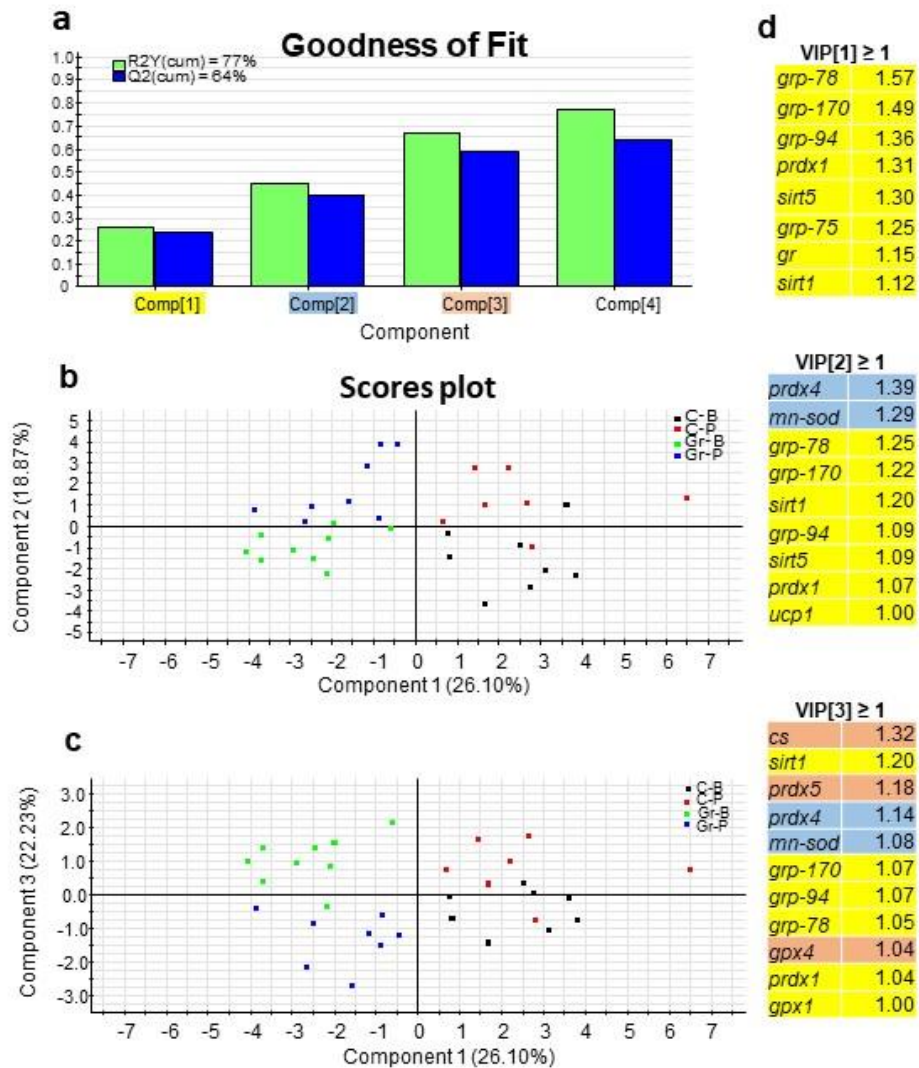 a
Goodness of Fit
R2Y(cum) = 77%
Q2(cum) = 64%
1.0
0.9
0.8
0.7
0.6
0.5
0.4
0.3
0.2
0.1
0
Comp[1] Comp[2] Comp[3] Comp[4]
Component
b
Scores plot
C-B
C-P
Gr-B
Gr-P
Component 2 (18.87%)
5
4
3
2
1
0
-1
-2
-3
-4
-5
-7 -6 -5 -4 -3 -2 -1 0 1 2 3 4 5 6 7
Component 1 (26.10%)
c
C-B
C-P
Gr-B
Gr-P
Component 3 (22.23%)
3.0
2.0
1.0
0.0
-1.0
-2.0
-3.0
-7 -6 -5 -4 -3 -2 -1 0 1 2 3 4 5 6 7
Component 1 (26.10%)
d
VIP[1] ≥ 1
grp-78 1.57
grp-170 1.49
grp-94 1.36
prdx1 1.31
sirt5 1.30
grp-75 1.25
gr 1.15
sirt1 1.12
VIP[2] ≥ 1
prdx4 1.39
mn-sod 1.29
grp-78 1.25
grp-170 1.22
sirt1 1.20
grp-94 1.09
sirt5 1.09
prdx1 1.07
ucp1 1.00
VIP[3] ≥ 1
cs 1.32
sirt1 1.20
prdx5 1.18
prdx4 1.14
mn-sod 1.08
grp-170 1.07
grp-94 1.07
grp-78 1.05
gpx4 1.04
prdx1 1.04
gpx1 1.00